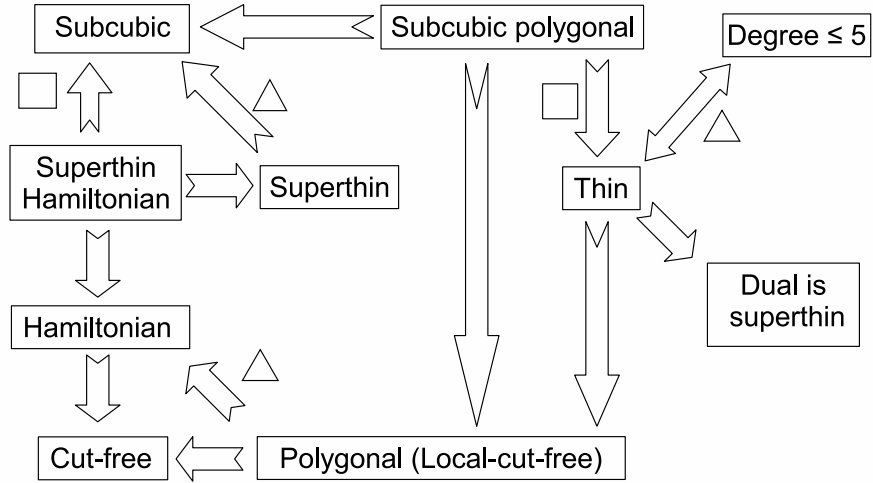 Subcubic
Subcubic polygonal
Degree ≤ 5
Superthin
Hamiltonian
Superthin
Thin
Dual is
superthin
Hamiltonian
Cut-free
Polygonal (Local-cut-free)